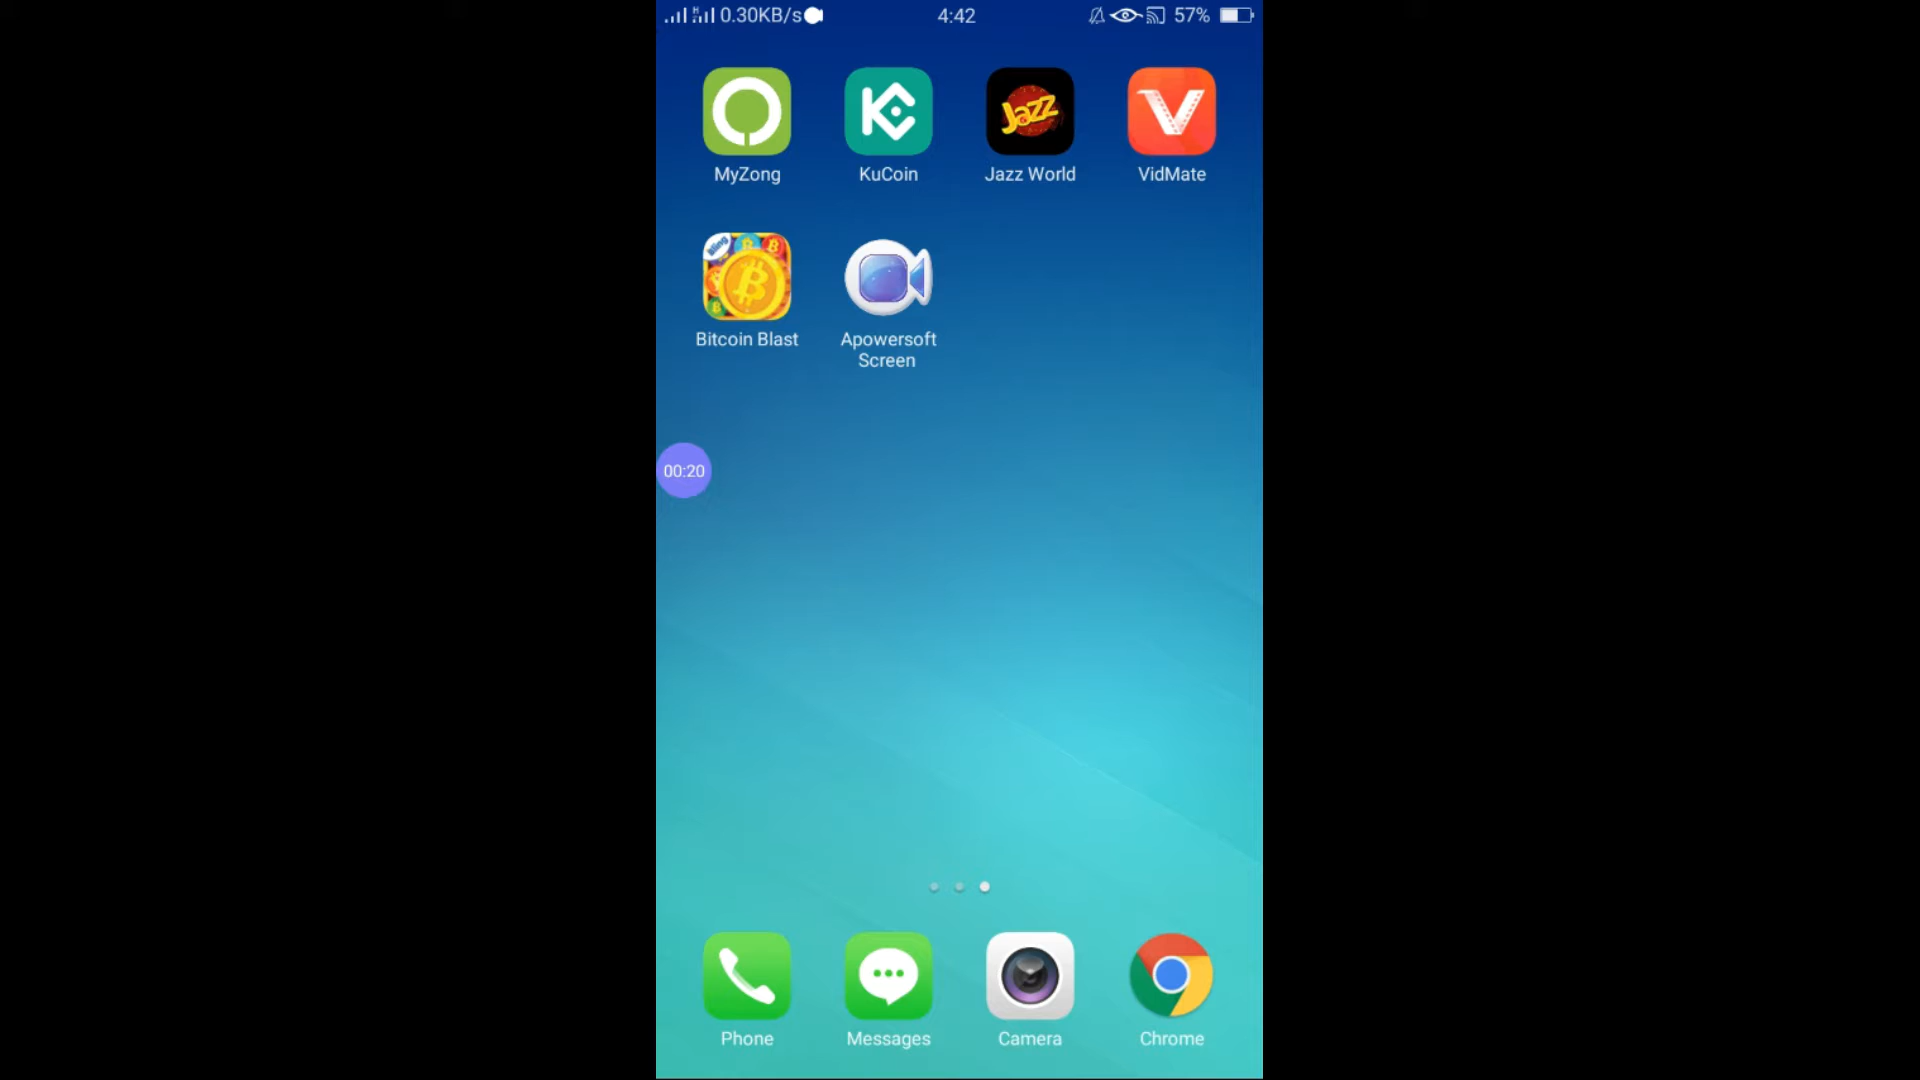 0.30KB/s 4:42 57%
MyZong KuCoin Jazz World VidMate
Bitcoin Blast Apowersoft
Screen
00:20
Phone Messages Camera Chrome